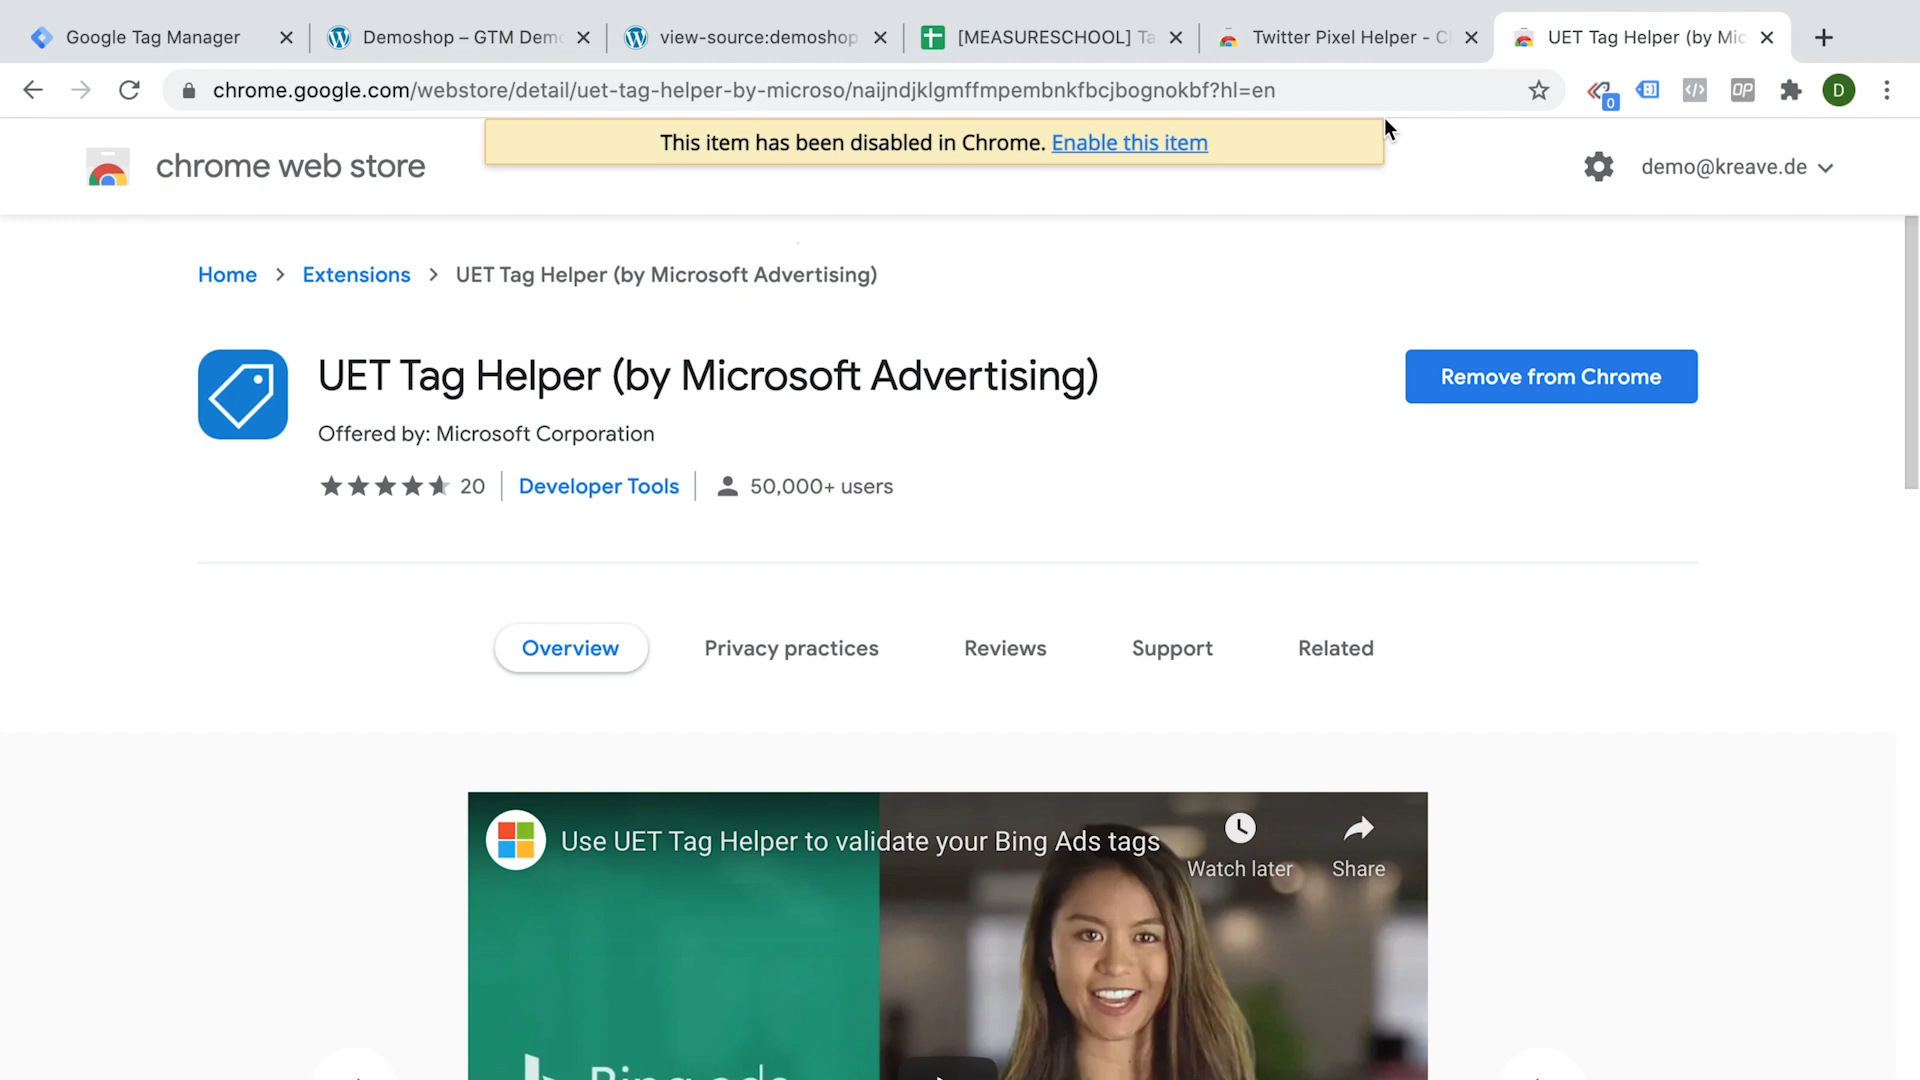 Google Tag Manager
Demoshop – GTM Dem
view-source:demoshop
[MEASURESCHOOL] Ta
Twitter Pixel Helper - C
UET Tag Helper (by Mic
chrome.google.com/webstore/detail/uet-tag-helper-by-microso/naijndjklgmffmpembnkfbcjbognokbf?hl=en
0
OP
D
This item has been disabled in Chrome. Enable this item
chrome web store
demo@kreave.de
Home > Extensions > UET Tag Helper (by Microsoft Advertising)
UET Tag Helper (by Microsoft Advertising)
Remove from Chrome
Offered by: Microsoft Corporation
20
Developer Tools
50,000+ users
Overview
Privacy practices
Reviews
Support
Related
Use UET Tag Helper to validate your Bing Ads tags
Watch later
Share
Bing ads